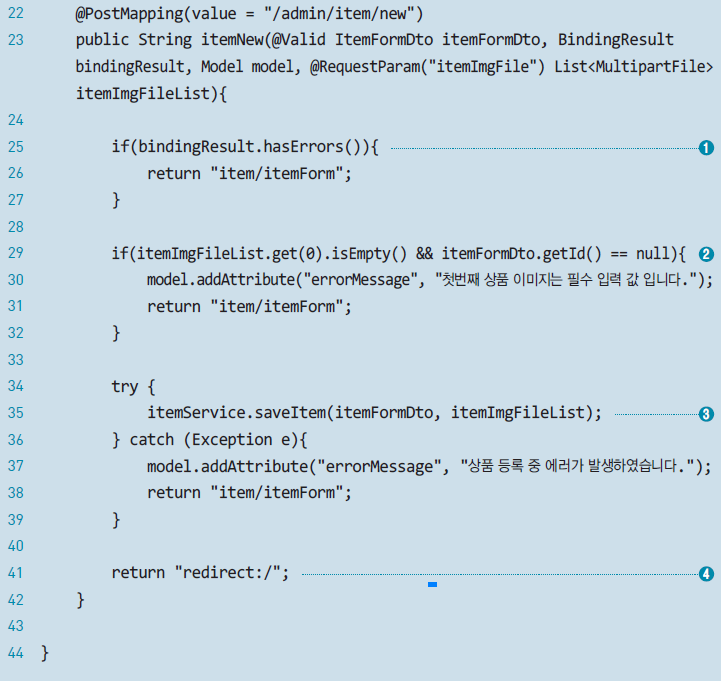 22 @PostMapping(value = "/admin/item/new")
23 public String itemNew(@Valid ItemFormDto itemFormDto, BindingResult
bindingResult, Model model, @RequestParam("itemImgFile") List<MultipartFile>
itemImgFileList){
24
25 if(bindingResult.hasErrors()){ ❶
26 return "item/itemForm";
27 }
28
29 if(itemImgFileList.get(0).isEmpty() && itemFormDto.getId() == null){ ❷
30 model.addAttribute("errorMessage", "첫번째 상품 이미지는 필수 입력 값 입니다.");
31 return "item/itemForm";
32 }
33
34 try {
35 itemService.saveItem(itemFormDto, itemImgFileList); ❸
36 } catch (Exception e){
37 model.addAttribute("errorMessage", "상품 등록 중 에러가 발생하였습니다.");
38 return "item/itemForm";
39 }
40
41 return "redirect:/"; ❹
42 }
43
44 }